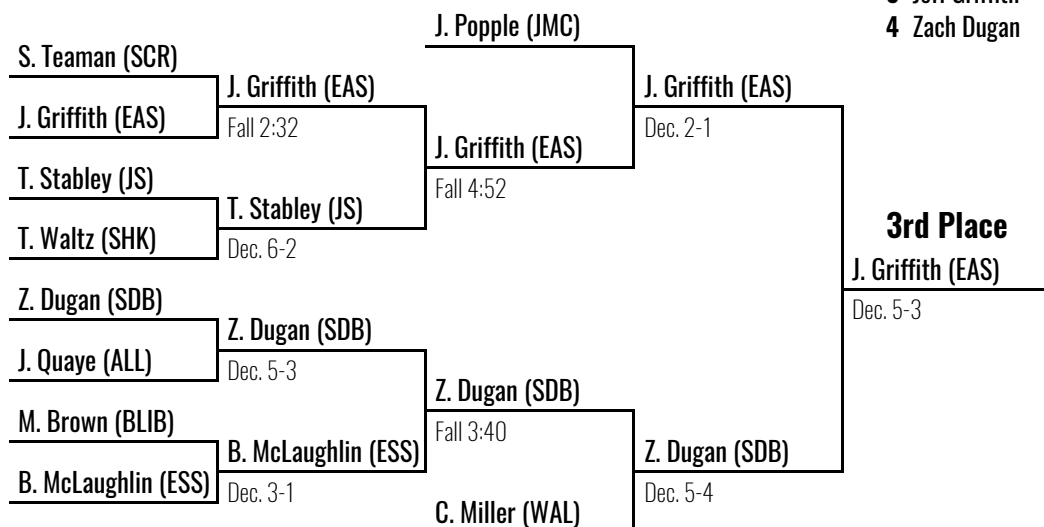 J. Popple (JMC)
4 Zach Dugan
S. Teaman (SCR)
J. Griffith (EAS)
J. Griffith (EAS)
J. Griffith (EAS)
Fall 2:32
Dec. 2-1
J. Griffith (EAS)
T. Stabley (JS)
Fall 4:52
T. Stabley (JS)
T. Waltz (SHK)
Dec. 6-2
3rd Place
J. Griffith (EAS)
Dec. 5-3
Z. Dugan (SDB)
Z. Dugan (SDB)
J. Quaye (ALL)
Dec. 5-3
Z. Dugan (SDB)
M. Brown (BLIB)
Fall 3:40
B. McLaughlin (ESS)
Z. Dugan (SDB)
B. McLaughlin (ESS)
Dec. 3-1
Dec. 5-4
C. Miller (WAL)